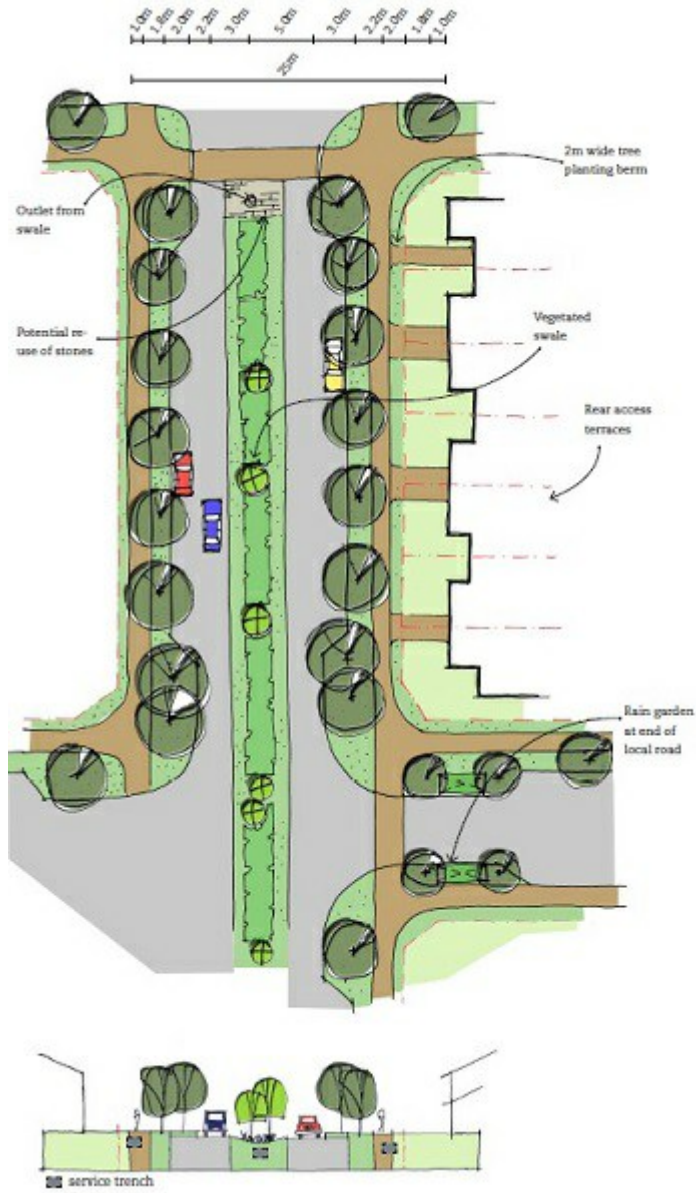 1.0m 1.8m 2.0m 2.2m 3.0m 5.0m 3.0m 2.2m 2.0m 1.8m 1.0m
25m
2m wide tree
planting berm
Outlet from
swale
Potential re-
use of stones
Vegetated
swale
Rear access
terraces
Rain garden
at end of
local road
service trench